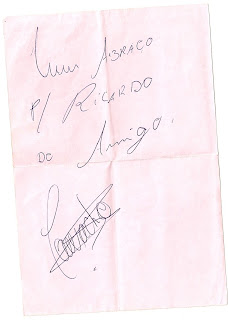 Um ABRAÇO
P/ RICARDO
DO Amigo.